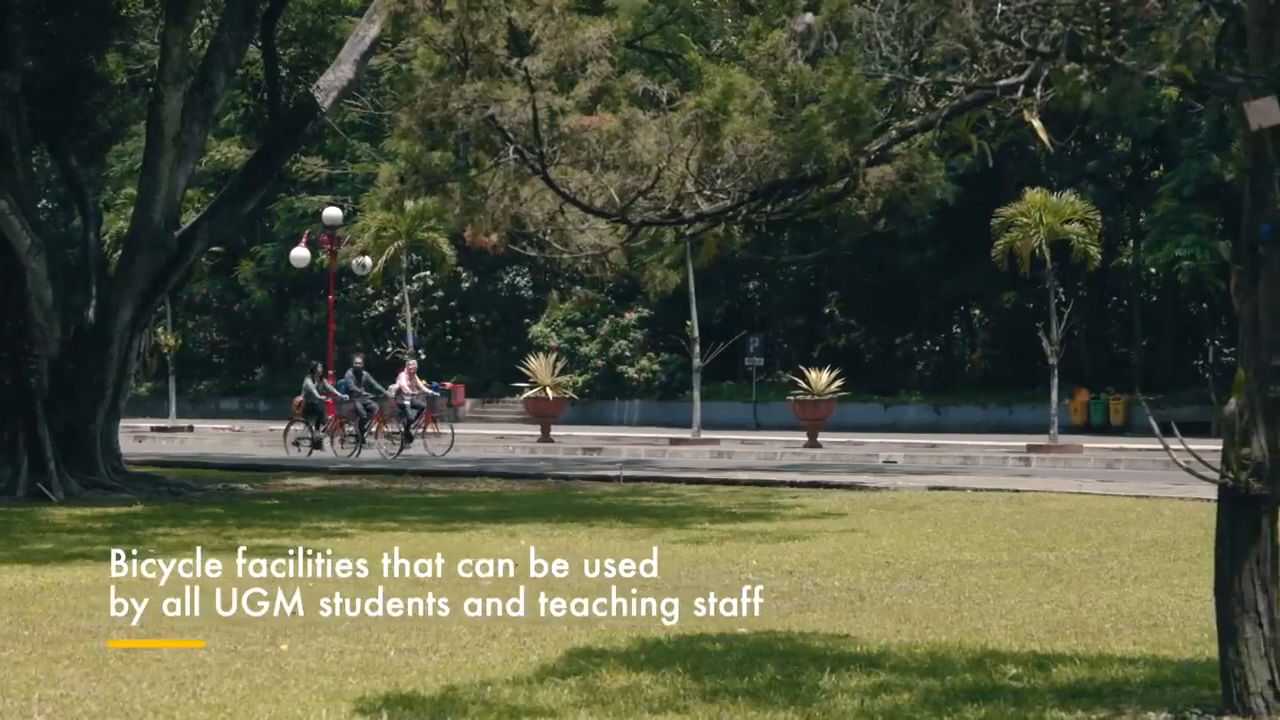 P
Bicycle facilities that can be used
by all UGM students and teaching staff